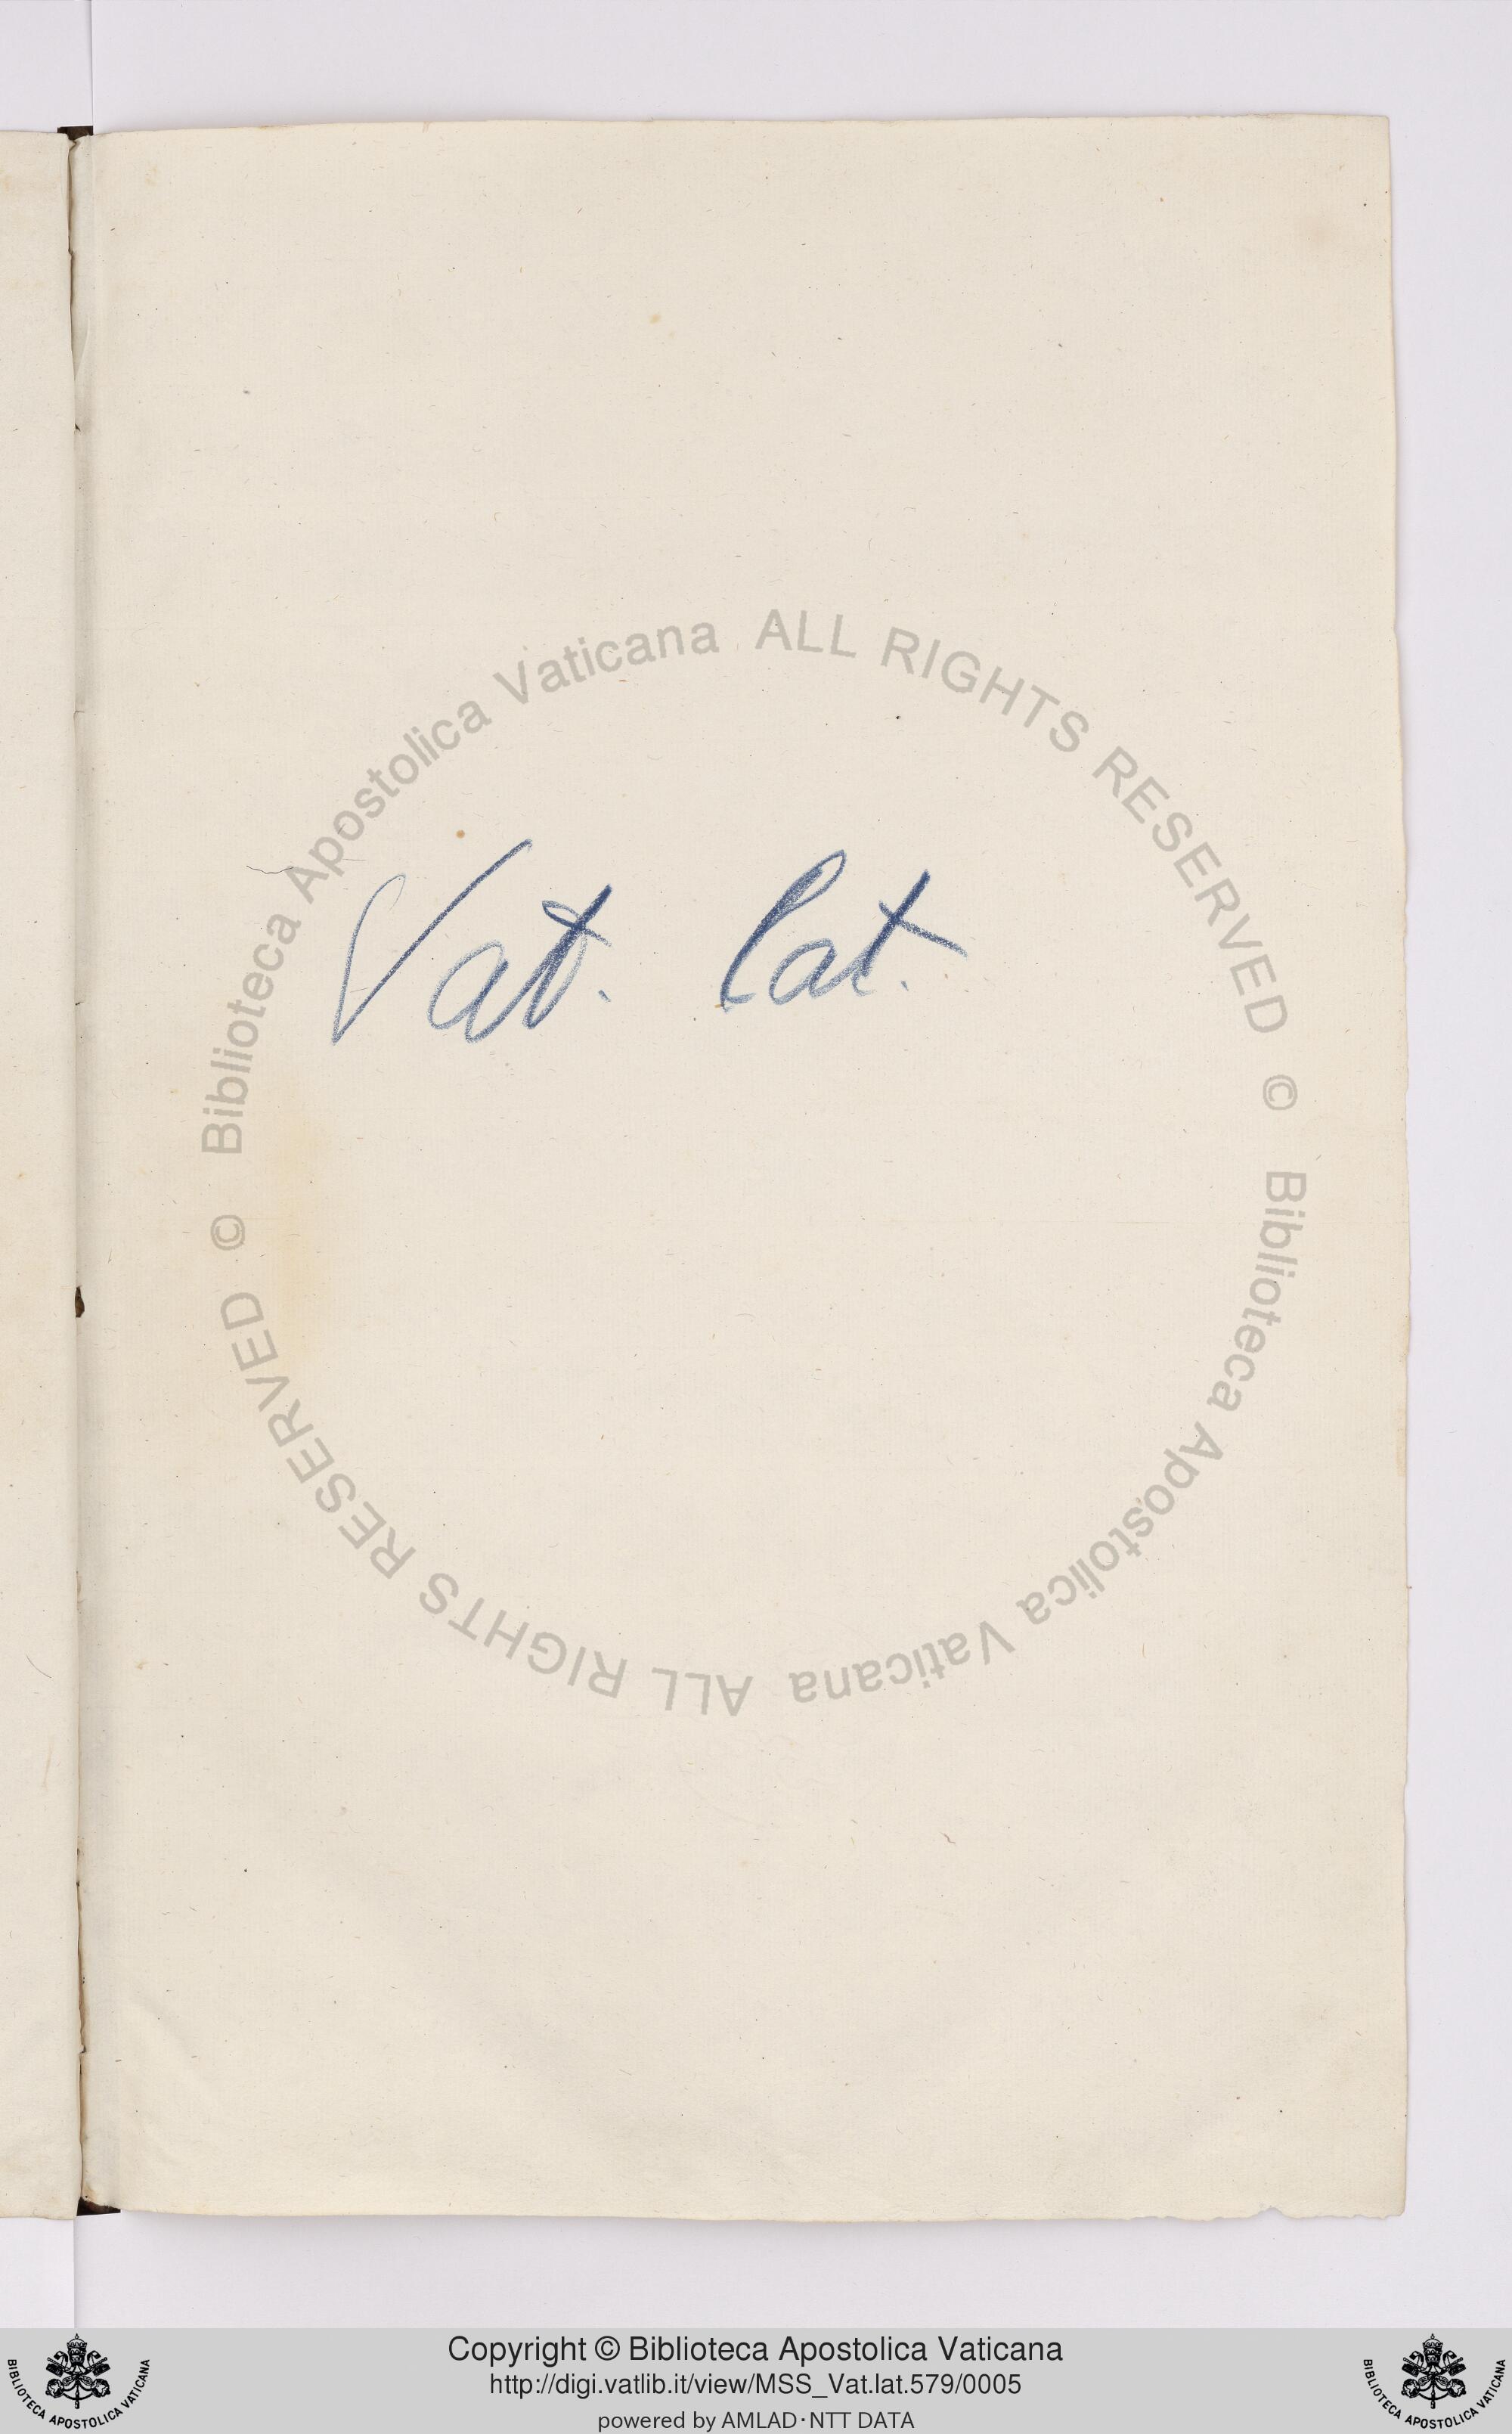 Vat. lat.
© Biblioteca Apostolica Vaticana ALL RIGHTS RESERVED
© Biblioteca Apostolica Vaticana ALL RIGHTS RESERVED
Copyright © Biblioteca Apostolica Vaticana
http://digi.vatlib.it/view/MSS_Vat.lat.579/0005
powered by AMLAD·NTT DATA
BIBLIOTECA APOSTOLICA VATICANA
BIBLIOTECA APOSTOLICA VATICANA